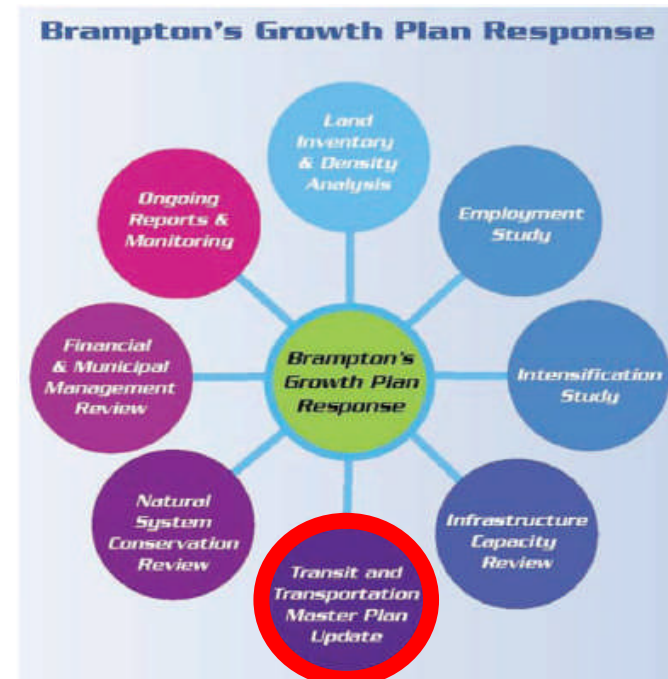 Brampton's Growth Plan Response
Land
Inventory
& Density
Analysis
Employment
Study
Intensification
Study
Infrastructure
Capacity
Review
Transit and
Transportation
Master Plan
Update
Natural
System
Conservation
Review
Financial
& Municipal
Management
Review
Ongoing
Reports &
Monitoring
Brampton's
Growth Plan
Response